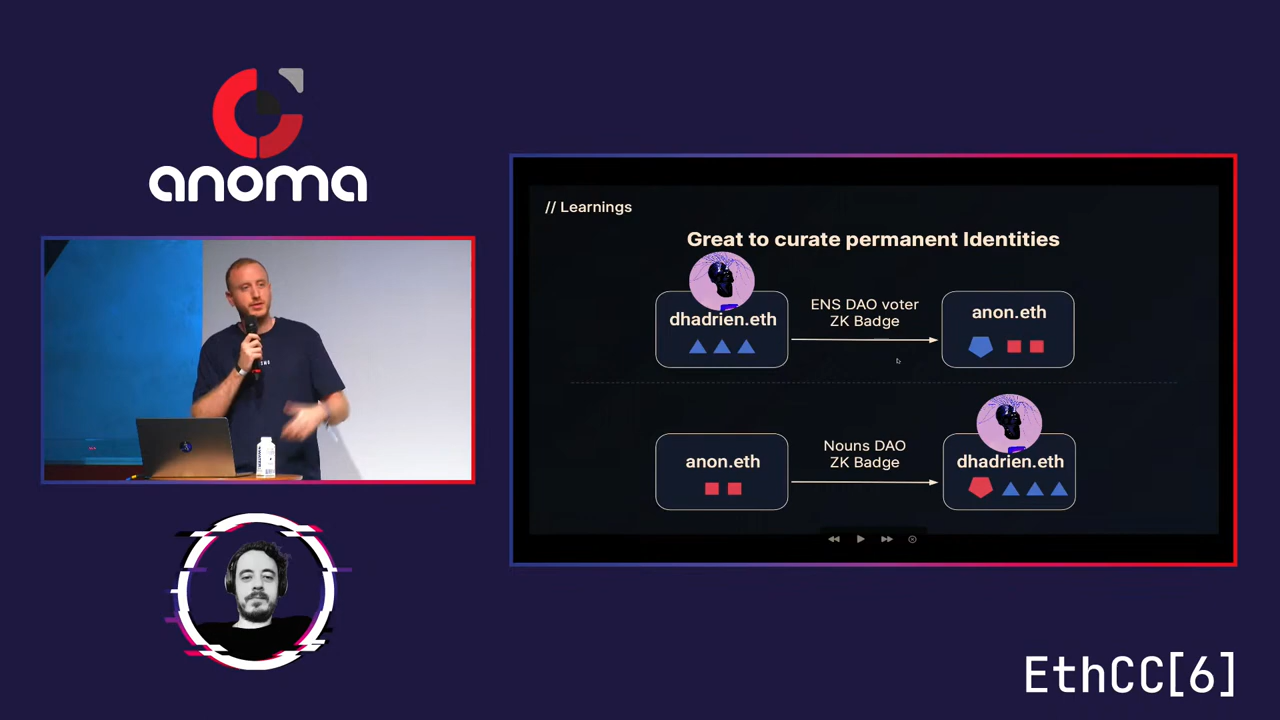 anoma
// Learnings
Great to curate permanent Identities
dhadrien.eth
ENS DAO voter
ZK Badge
anon.eth
anon.eth
Nouns DAO
ZK Badge
dhadrien.eth
EthCC[6]